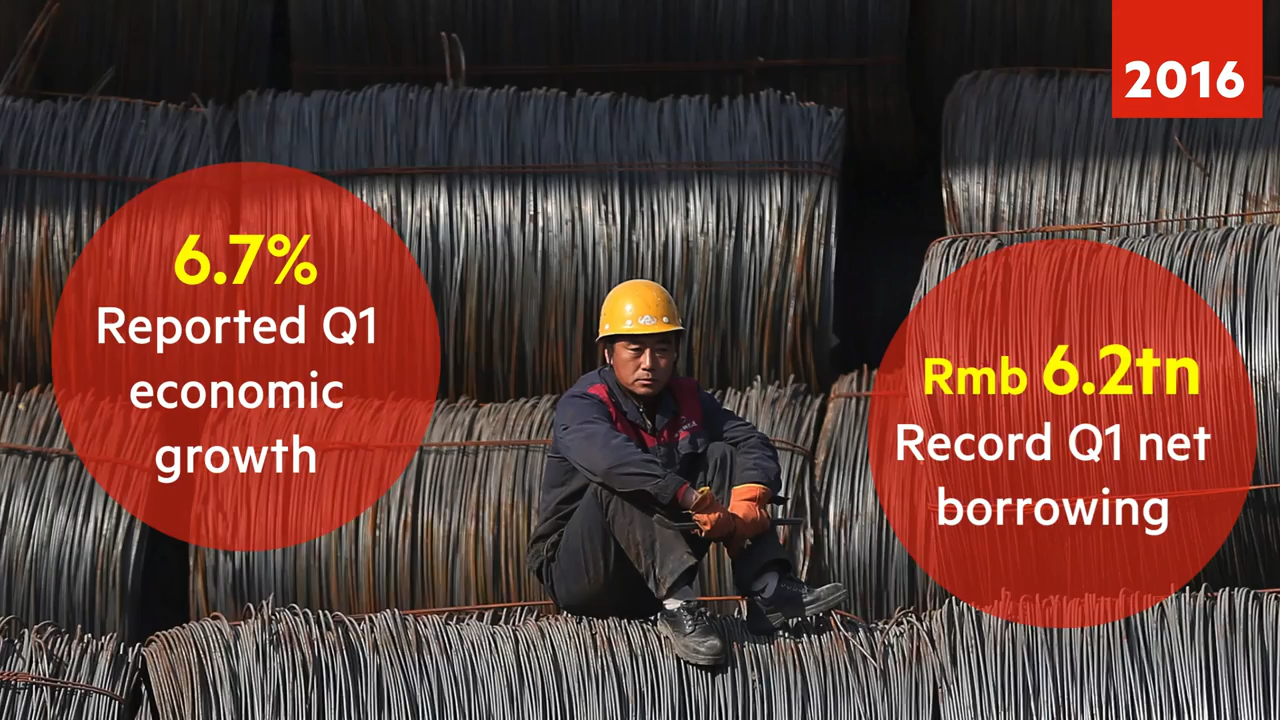 2016
6.7%
Reported Q1
economic
growth
Rmb 6.2tn
Record Q1 net
borrowing